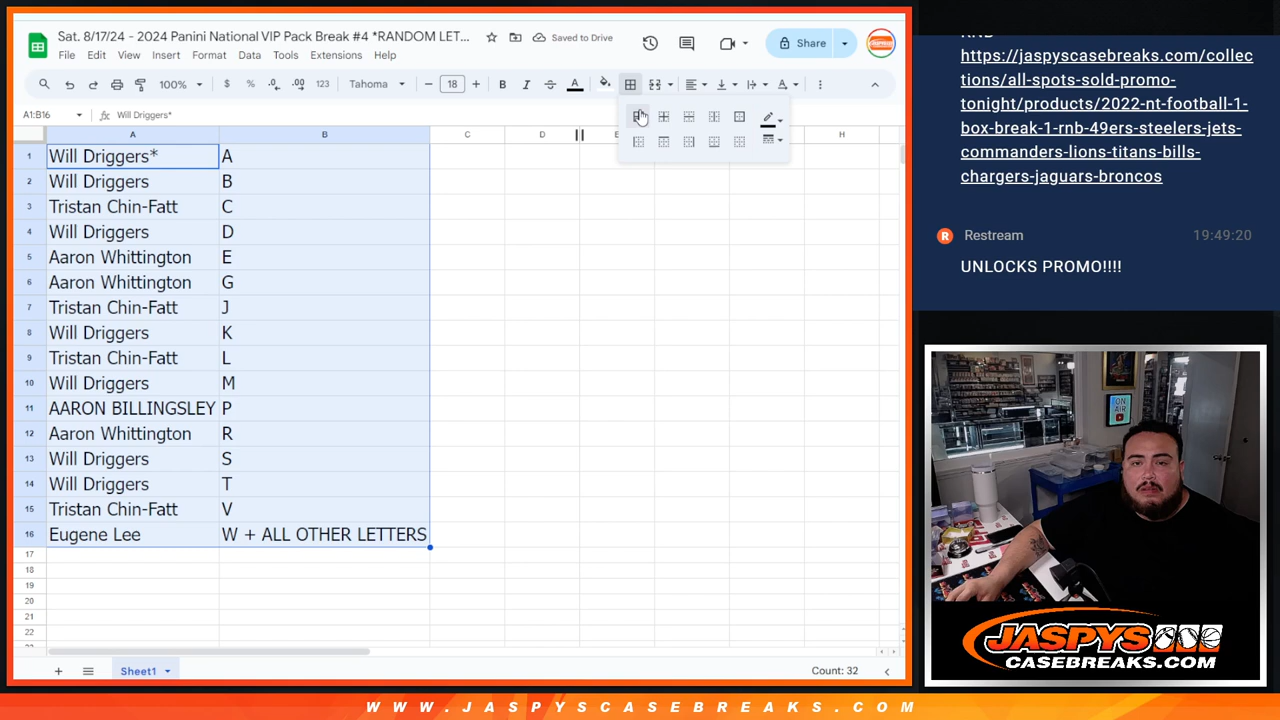 Sat. 8/17/24 - 2024 Panini National VIP Pack Break #4 *RANDOM LET...
Saved to Drive
Share
File Edit View Insert Format Data Tools Extensions Help
100% $ % .0 .00 123 Tahoma 18 B I A A
A1:B16 fx Will Driggers*
A B C D E H
1 Will Driggers* A
2 Will Driggers B
3 Tristan Chin-Fatt C
4 Will Driggers D
5 Aaron Whittington E
6 Aaron Whittington G
7 Tristan Chin-Fatt J
8 Will Driggers K
9 Tristan Chin-Fatt L
10 Will Driggers M
11 AARON BILLINGSLEY P
12 Aaron Whittington R
13 Will Driggers S
14 Will Driggers T
15 Tristan Chin-Fatt V
16 Eugene Lee W + ALL OTHER LETTERS
17
18
19
20
21
22
Sheet1
Count: 32
https://jaspyscasebreaks.com/collec
tions/all-spots-sold-promo-
tonight/products/2022-nt-football-1-
box-break-1-rnb-49ers-steelers-jets-
commanders-lions-titans-bills-
chargers-jaguars-broncos
R Restream 19:49:20
UNLOCKS PROMO!!!!
ON
AIR
JASPYS
CASEBREAKS.COM
WWW.JASPYSCASEBREAKS.COM